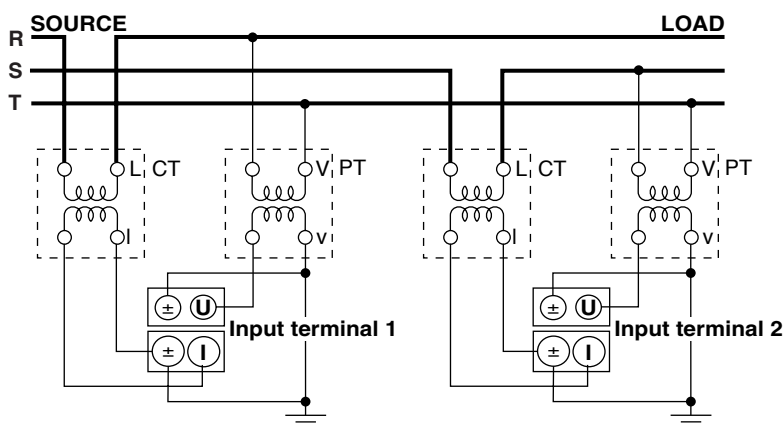 SOURCE LOAD
R
S
T
L CT V PT L CT V PT
l v l v
± U ± U
Input terminal 1 Input terminal 2
± I ± I